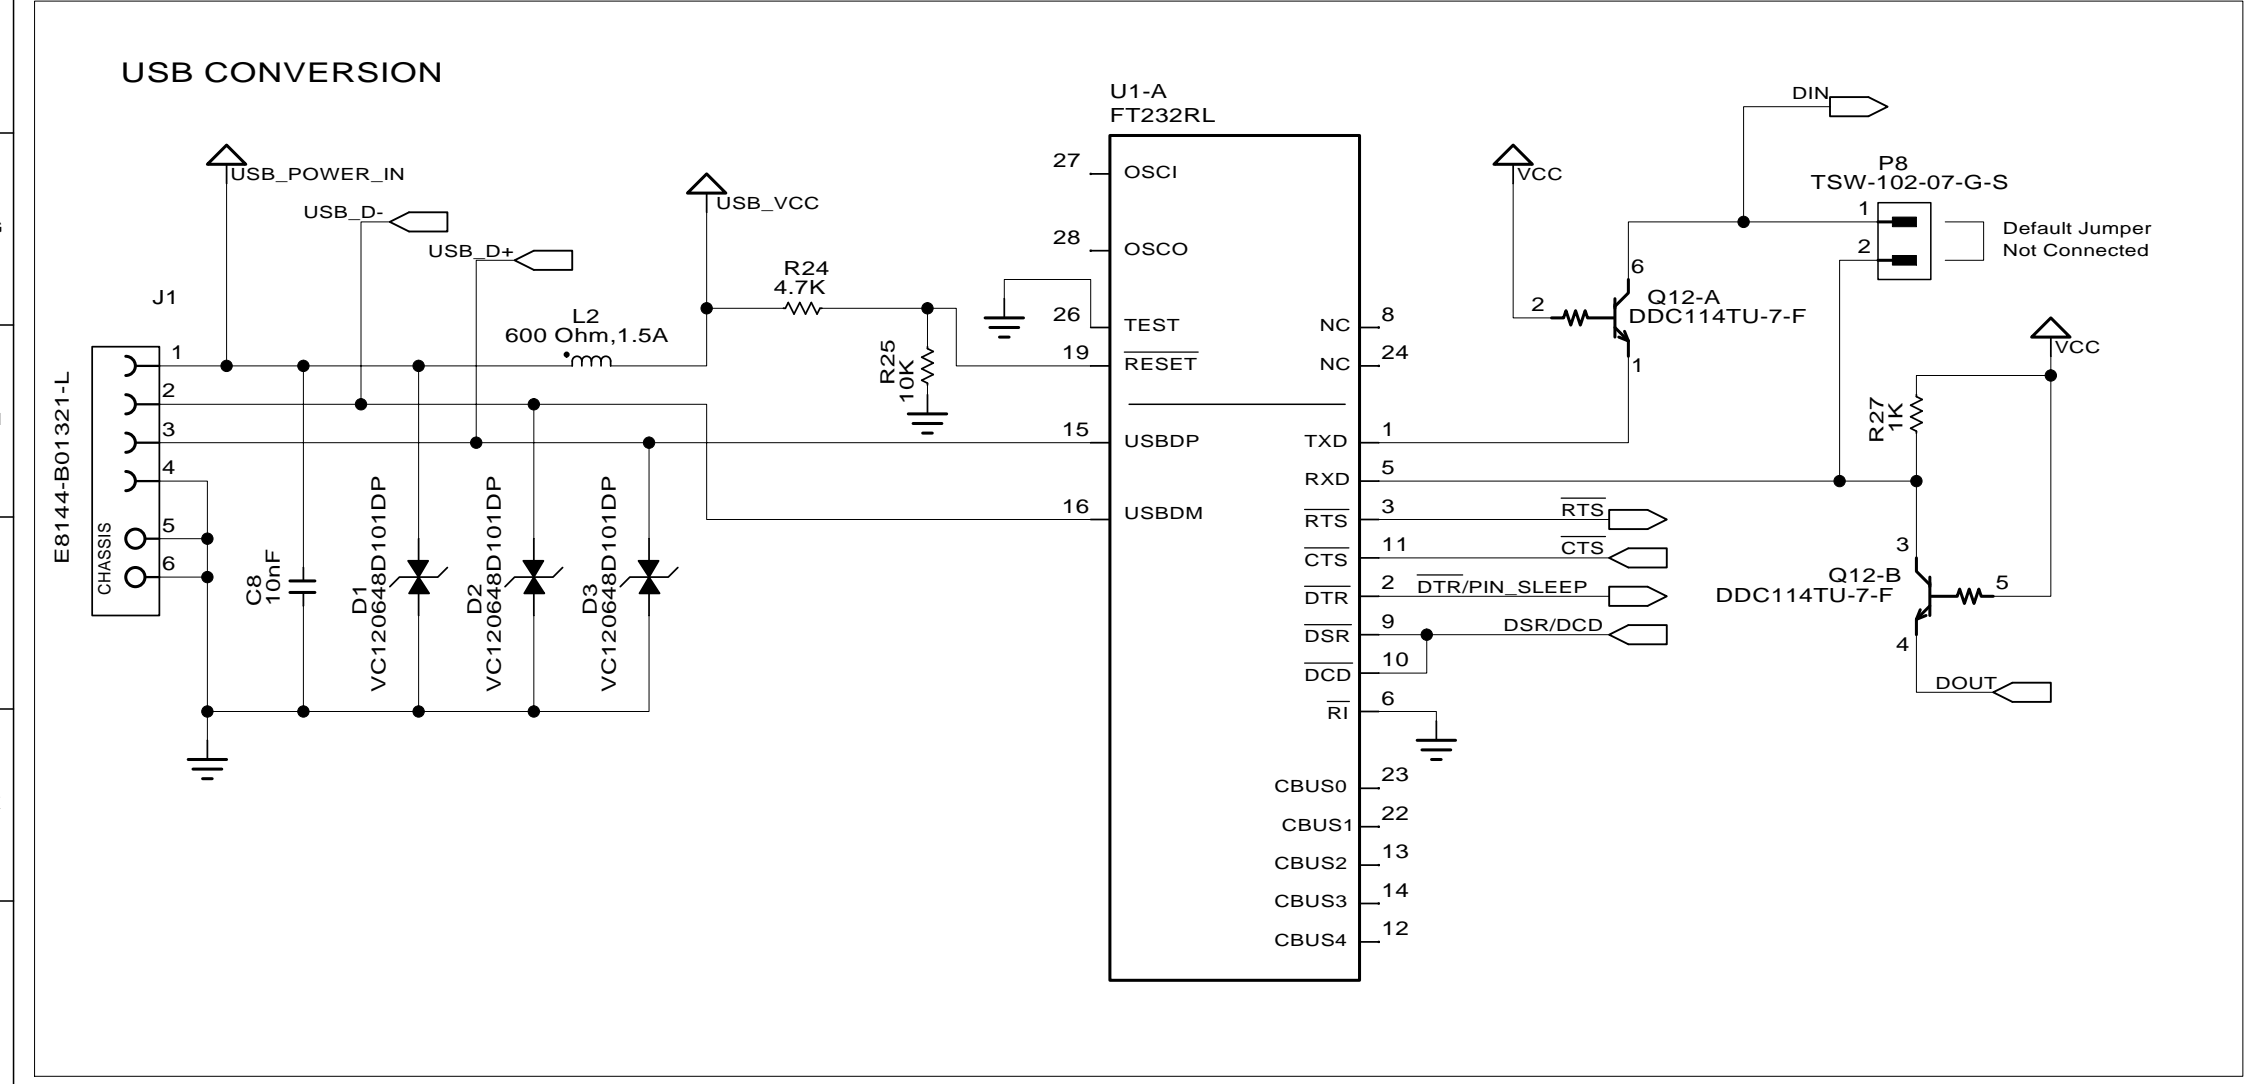 USB CONVERSION
U1-A
FT232RL
USB_POWER_IN
USB_D-
USB_D+
USB_VCC
J1
E8144-B01321-L
CHASSIS
1
2
3
4
5
6
L2
600 Ohm,1.5A
R24
4.7K
R25
10K
C8
10nF
D1
VC120648D101DP
D2
VC120648D101DP
D3
VC120648D101DP
27 OSCI
28 OSCO
26 TEST
19 RESET
15 USBDP
16 USBDM
NC 8
NC 24
TXD 1
RXD 5
RTS 3 RTS
CTS 11 CTS
DTR 2 DTR/PIN_SLEEP
DSR 9 DSR/DCD
DCD 10
RI 6
CBUS0 23
CBUS1 22
CBUS2 13
CBUS3 14
CBUS4 12
VCC
DIN
P8
TSW-102-07-G-S
1
2
Default Jumper
Not Connected
6
2
Q12-A
DDC114TU-7-F
1
VCC
R27
1K
3
Q12-B
DDC114TU-7-F
5
4
DOUT